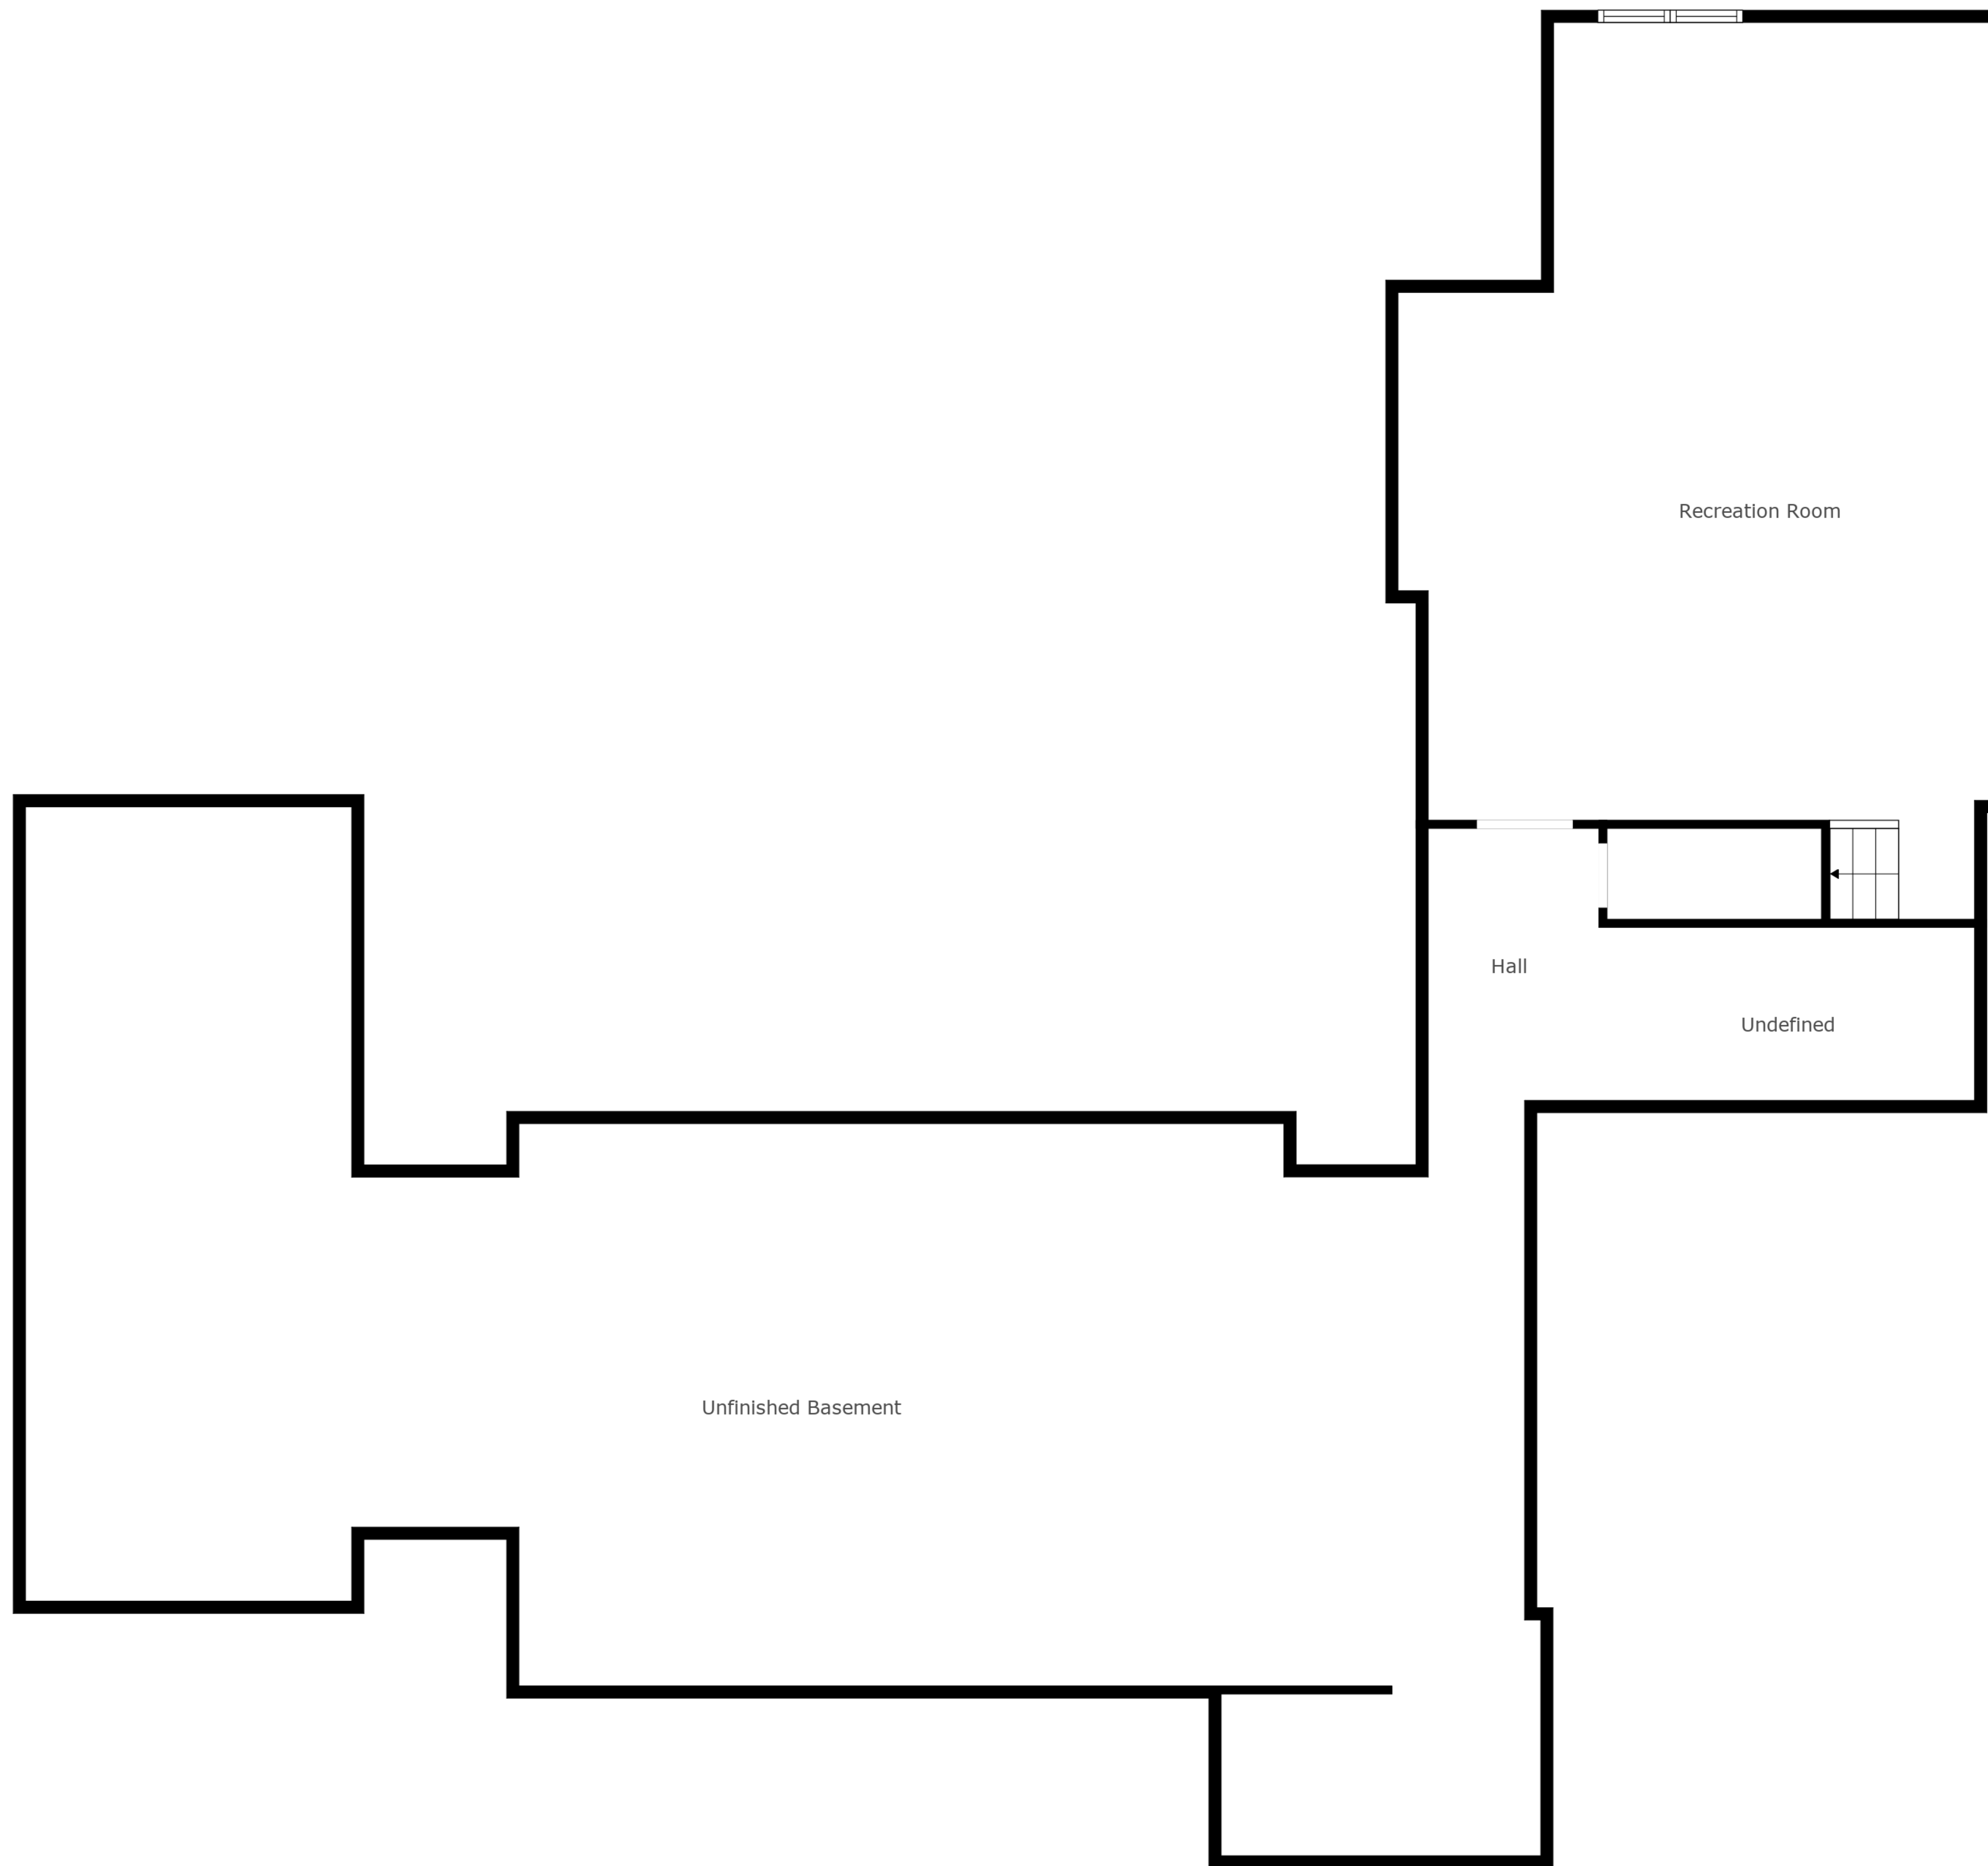 Recreation Room
Hall
Undefined
Unfinished Basement